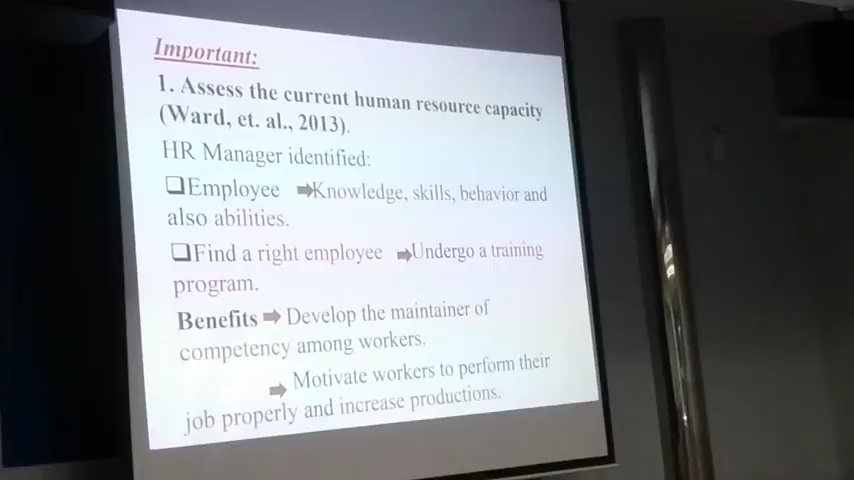 Important:
1. Assess the current human resource capacity
(Ward, et. al., 2013).
HR Manager identified:
❑Employee ➡Knowledge, skills, behavior and
also abilities.
❑Find a right employee ➡Undergo a training
program.
Benefits ➡ Develop the maintainer of
competency among workers.
➡ Motivate workers to perform their
job properly and increase productions.